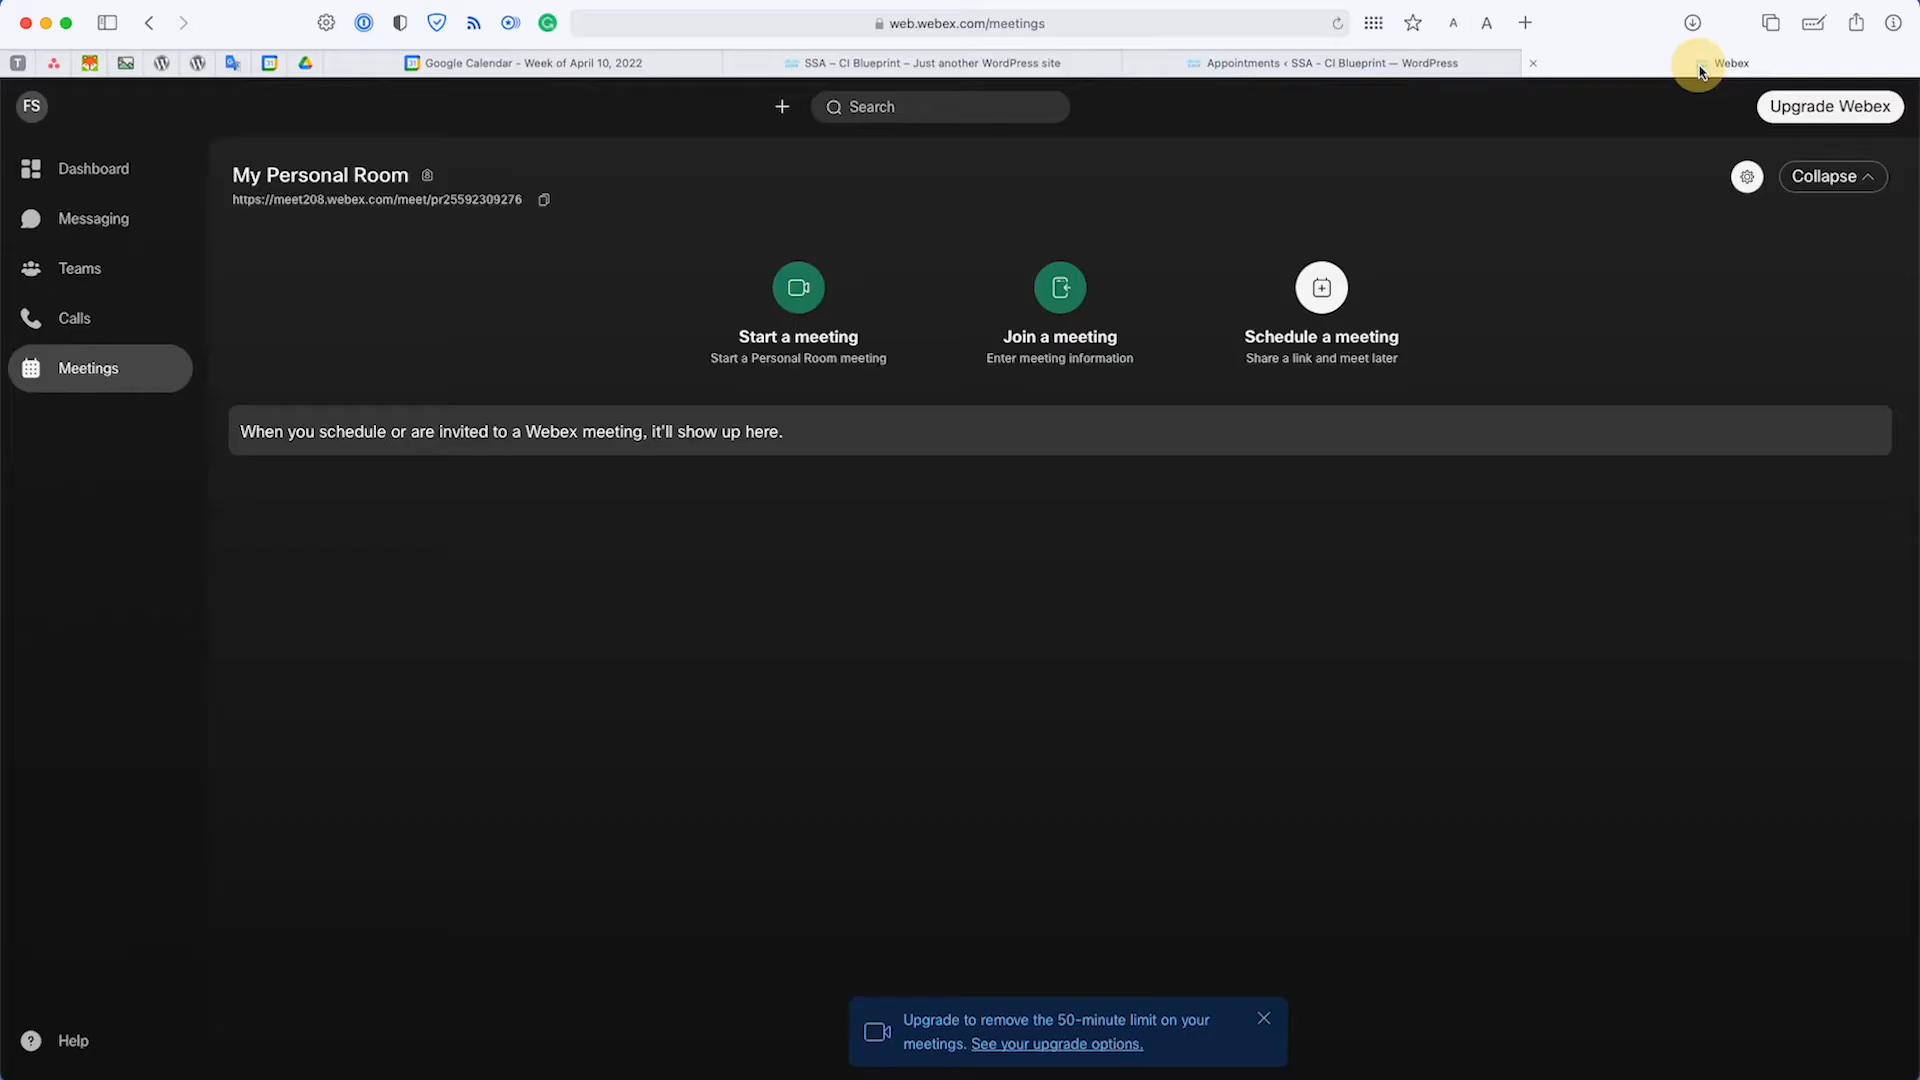 web.webex.com/meetings
A
A
T
Google Calendar - Week of April 10, 2022
SSA – CI Blueprint – Just another WordPress site
Appointments ‹ SSA - CI Blueprint — WordPress
Webex
FS
Search
Upgrade Webex
Dashboard
Messaging
Teams
Calls
Meetings
My Personal Room
https://meet208.webex.com/meet/pr25592309276
Collapse
Start a meeting
Start a Personal Room meeting
Join a meeting
Enter meeting information
Schedule a meeting
Share a link and meet later
When you schedule or are invited to a Webex meeting, it'll show up here.
Upgrade to remove the 50-minute limit on your
meetings. See your upgrade options.
Help